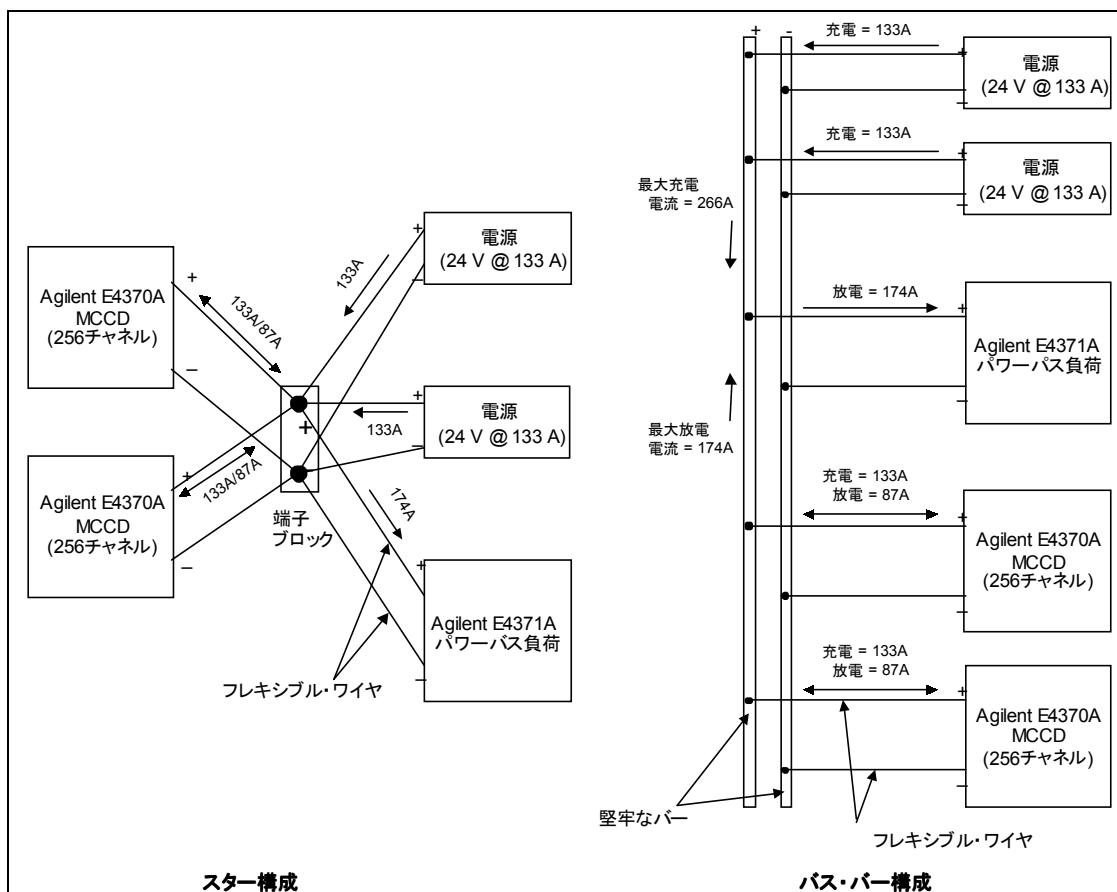 Agilent E4370A
MCCD
(256チャネル)
+
−
133A/87A
Agilent E4370A
MCCD
(256チャネル)
+
−
133A/87A
+
端子
ブロック
電源
(24 V @ 133 A)
+
−
133A
電源
(24 V @ 133 A)
+
−
133A
174A
Agilent E4371A
パワーバス負荷
+
−
フレキシブル・ワイヤ
スター構成
+
-
充電 = 133A
電源
(24 V @ 133 A)
+
−
充電 = 133A
電源
(24 V @ 133 A)
+
−
最大充電
電流 = 266A
放電 = 174A
Agilent E4371A
パワーバス負荷
+
−
最大放電
電流 = 174A
充電 = 133A
放電 = 87A
Agilent E4370A
MCCD
(256チャネル)
+
−
充電 = 133A
放電 = 87A
Agilent E4370A
MCCD
(256チャネル)
+
−
堅牢なバー
フレキシブル・ワイヤ
バス・バー構成